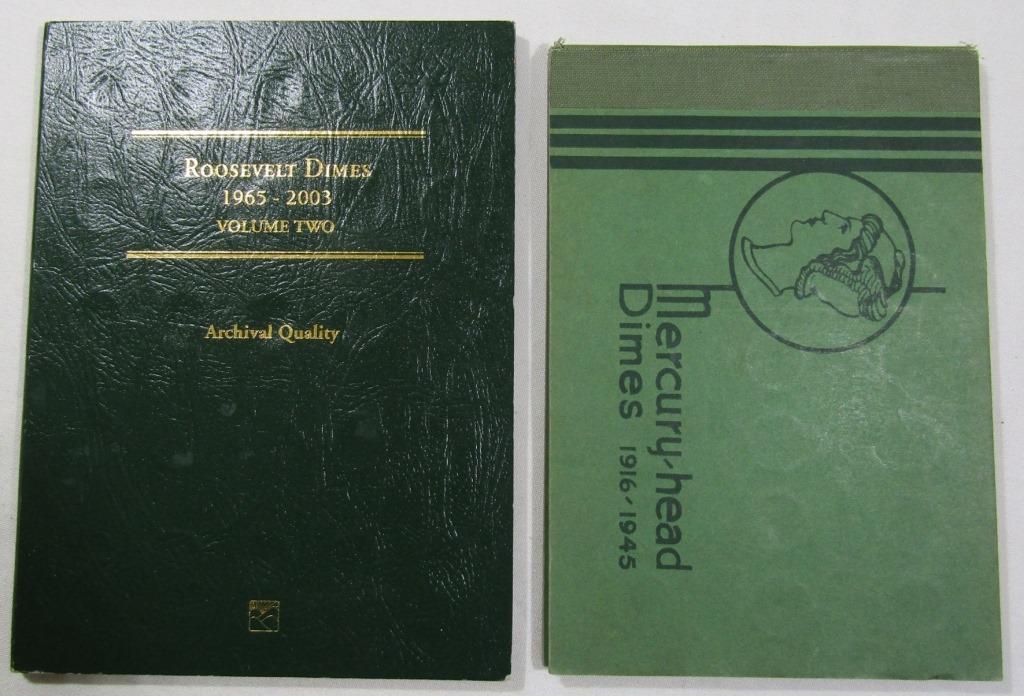 ROOSEVELT DIMES
1965 - 2003
VOLUME TWO
Archival Quality
Mercury-head
Dimes 1916-1945